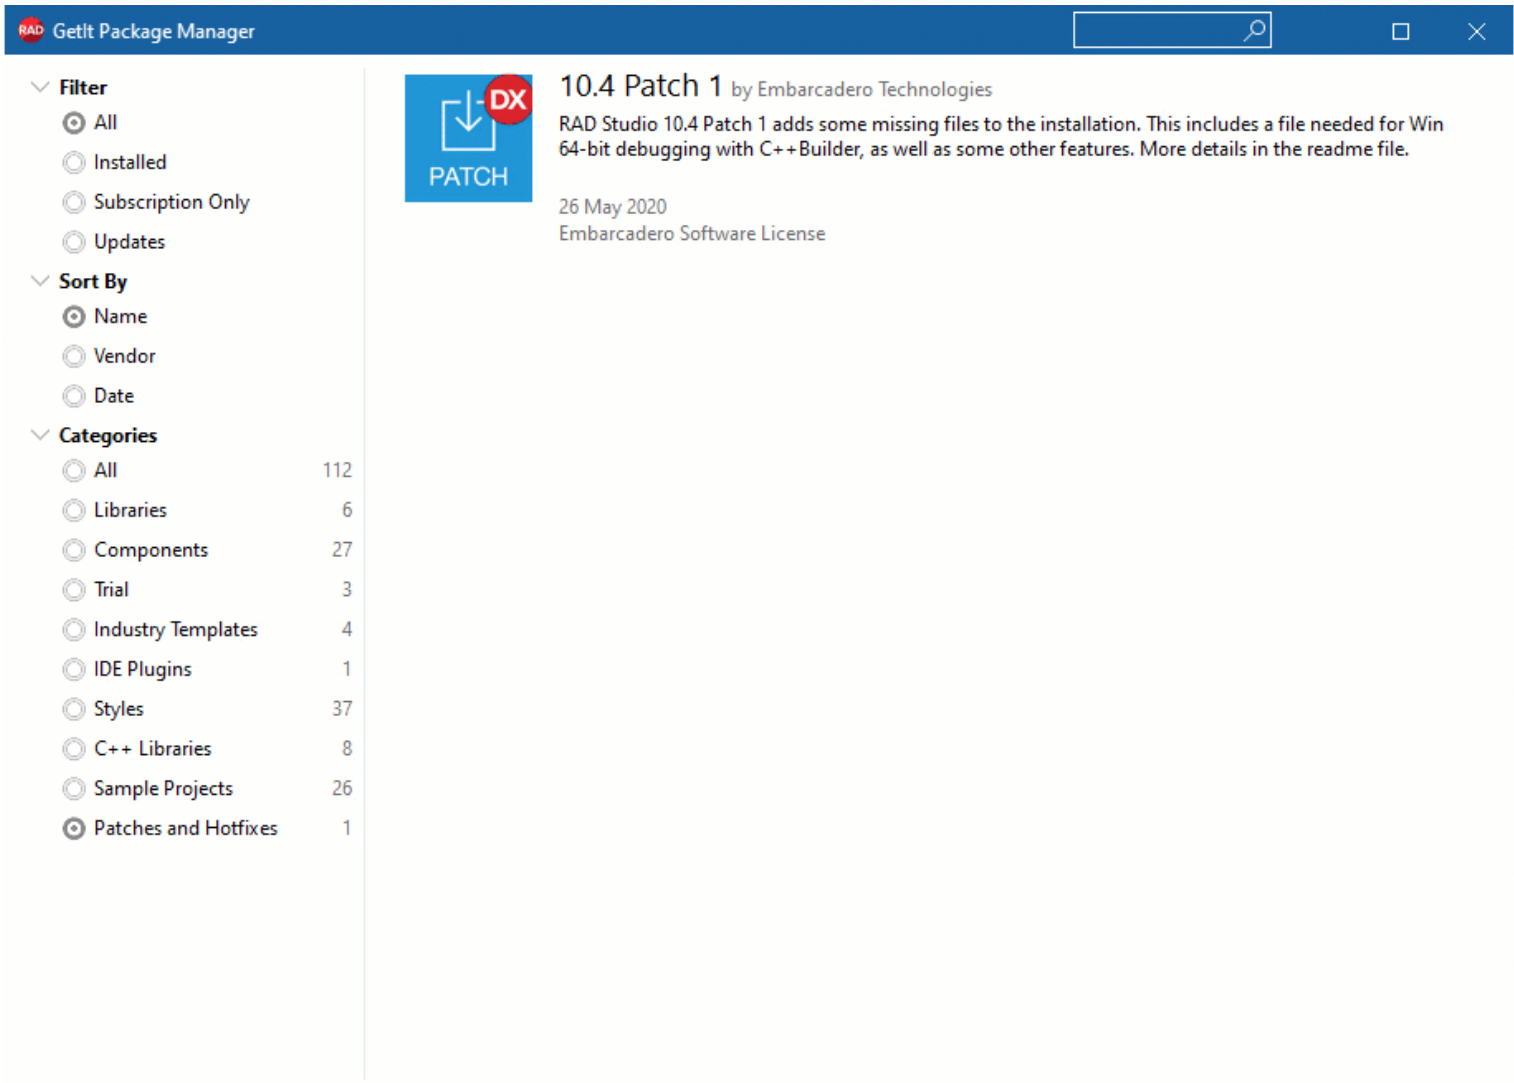 RAD GetIt Package Manager
Filter
All
Installed
Subscription Only
Updates
Sort By
Name
Vendor
Date
Categories
All 112
Libraries 6
Components 27
Trial 3
Industry Templates 4
IDE Plugins 1
Styles 37
C++ Libraries 8
Sample Projects 26
Patches and Hotfixes 1
DX
PATCH
10.4 Patch 1 by Embarcadero Technologies
RAD Studio 10.4 Patch 1 adds some missing files to the installation. This includes a file needed for Win
64-bit debugging with C++Builder, as well as some other features. More details in the readme file.
26 May 2020
Embarcadero Software License